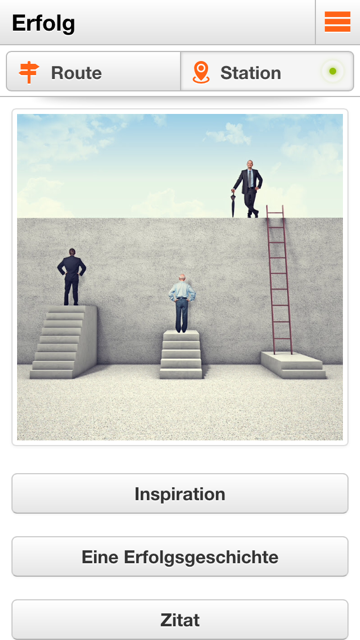 Erfolg
Route
Station
Inspiration
Eine Erfolgsgeschichte
Zitat